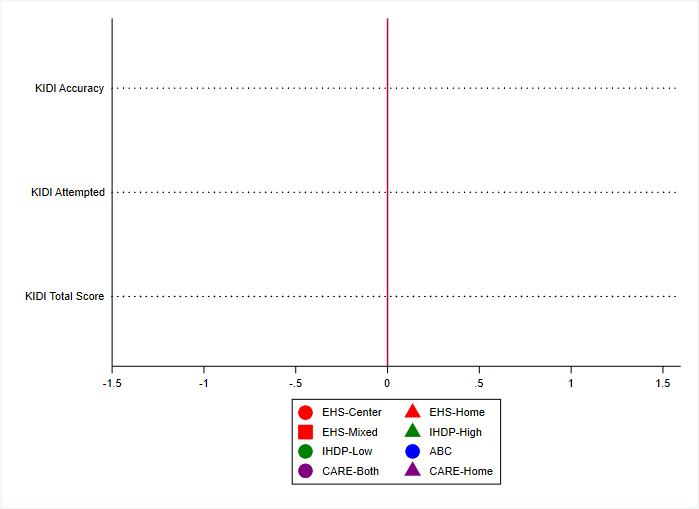 KIDI Accuracy
KIDI Attempted
KIDI Total Score
-1.5 -1 -.5 0 .5 1 1.5
EHS-Center EHS-Home
EHS-Mixed IHDP-High
IHDP-Low ABC
CARE-Both CARE-Home